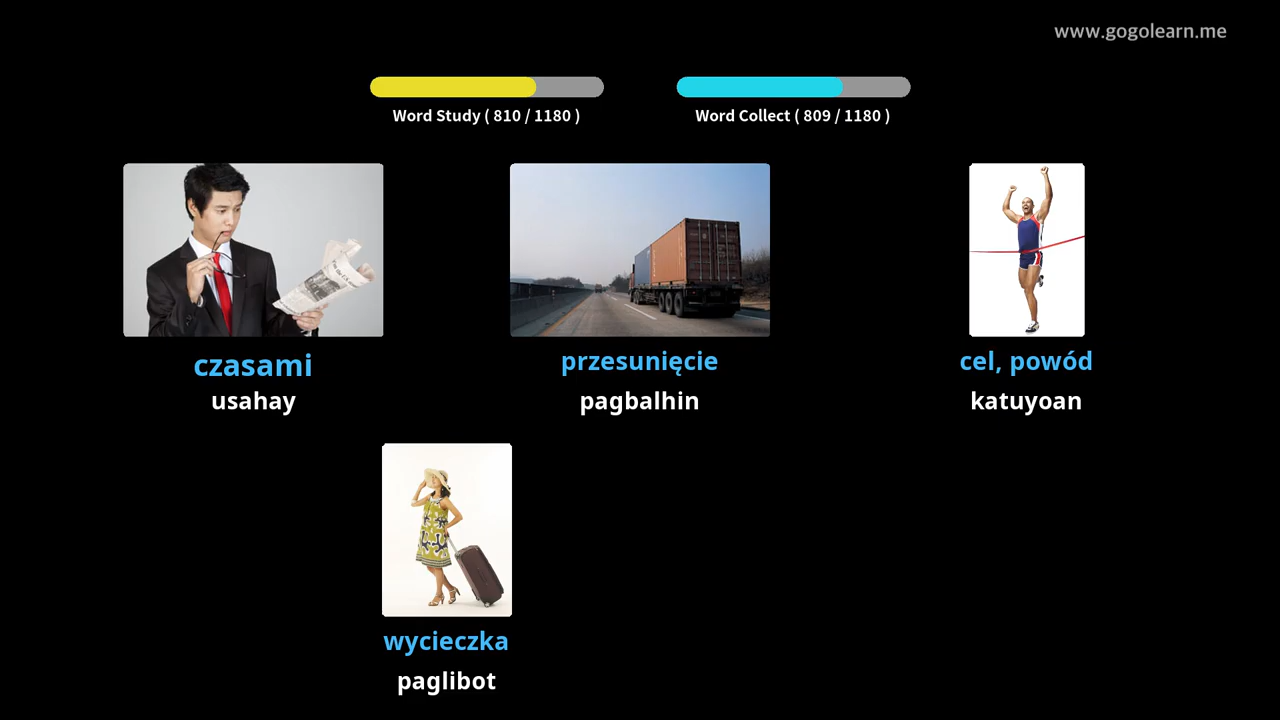 www.gogolearn.me
Word Study ( 810 / 1180 )
Word Collect ( 809 / 1180 )
czasami
usahay
przesunięcie
pagbalhin
cel, powód
katuyoan
wycieczka
paglibot